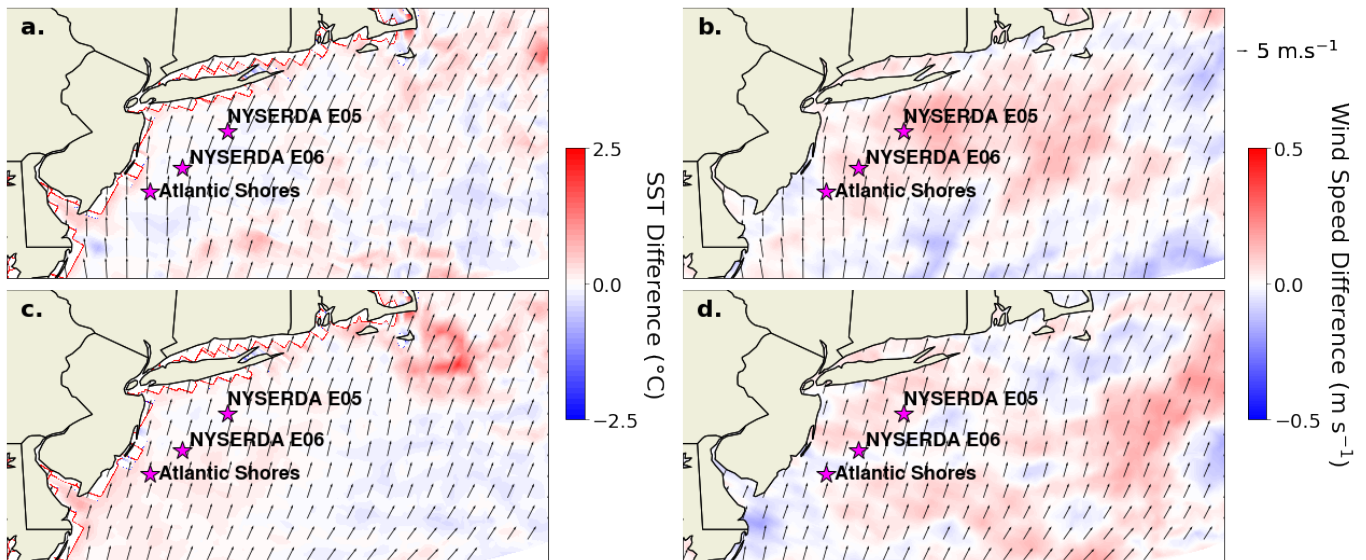 a.
NYSERDA E05
NYSERDA E06
Atlantic Shores
b.
NYSERDA E05
NYSERDA E06
Atlantic Shores
5 m.s⁻¹
2.5
0.0
−2.5
SST Difference (°C)
0.5
0.0
−0.5
Wind Speed Difference (m s⁻¹)
c.
NYSERDA E05
NYSERDA E06
Atlantic Shores
d.
NYSERDA E05
NYSERDA E06
Atlantic Shores